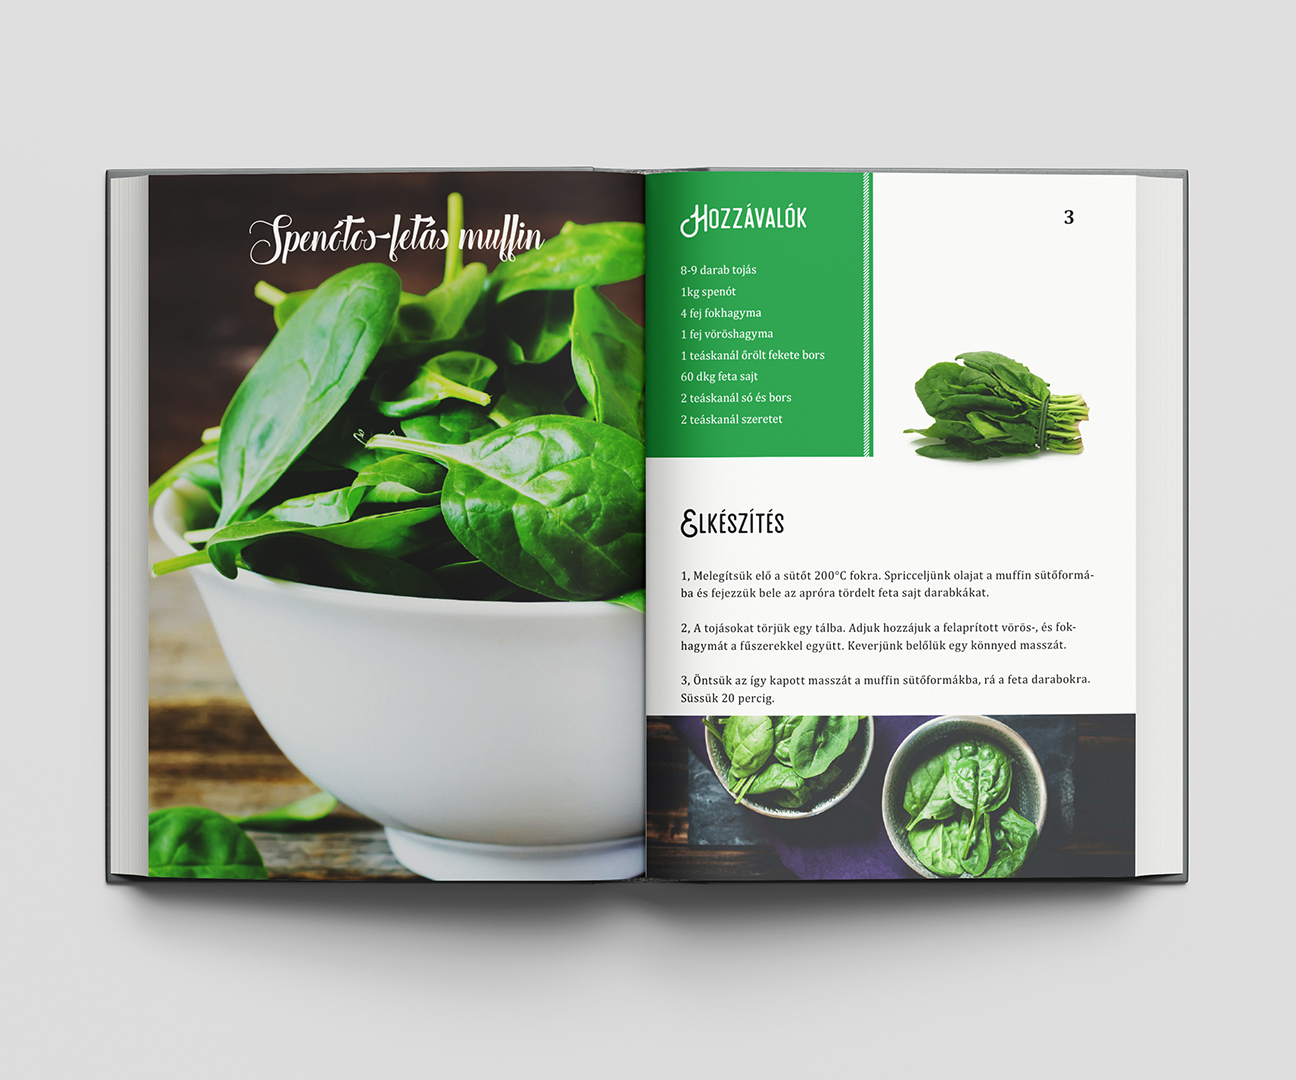 Spenótos-fetás muffin
Hozzávalók
3
8-9 darab tojás
1kg spenót
4 fej fokhagyma
1 fej vöröshagyma
1 teáskanál őrölt fekete bors
60 dkg feta sajt
2 teáskanál só és bors
2 teáskanál szeretet
Elkészítés
1, Melegítsük elő a sütőt 200°C fokra. Spricceljünk olajat a muffin sütőformá-
ba és fejezzük bele az apróra tördelt feta sajt darabkákat.
2, A tojásokat törjük egy tálba. Adjuk hozzájuk a felaprított vörös-, és fok-
hagymát a fűszerekkel együtt. Keverjünk belőlük egy könnyed masszát.
3, Öntsük az így kapott masszát a muffin sütőformákba, rá a feta darabokra.
Süssük 20 percig.